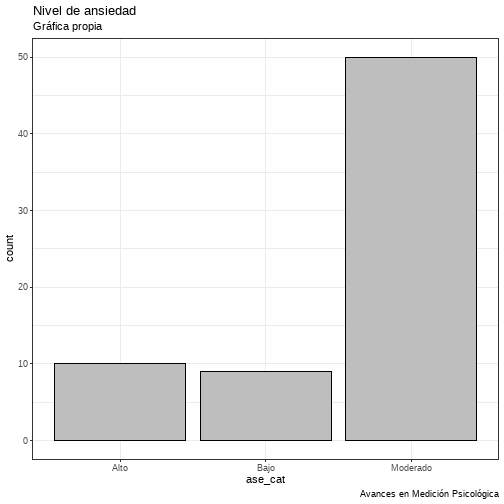 Nivel de ansiedad
Gráfica propia
50
40
30
20
10
0
count
Alto Bajo Moderado
ase_cat
Avances en Medición Psicológica